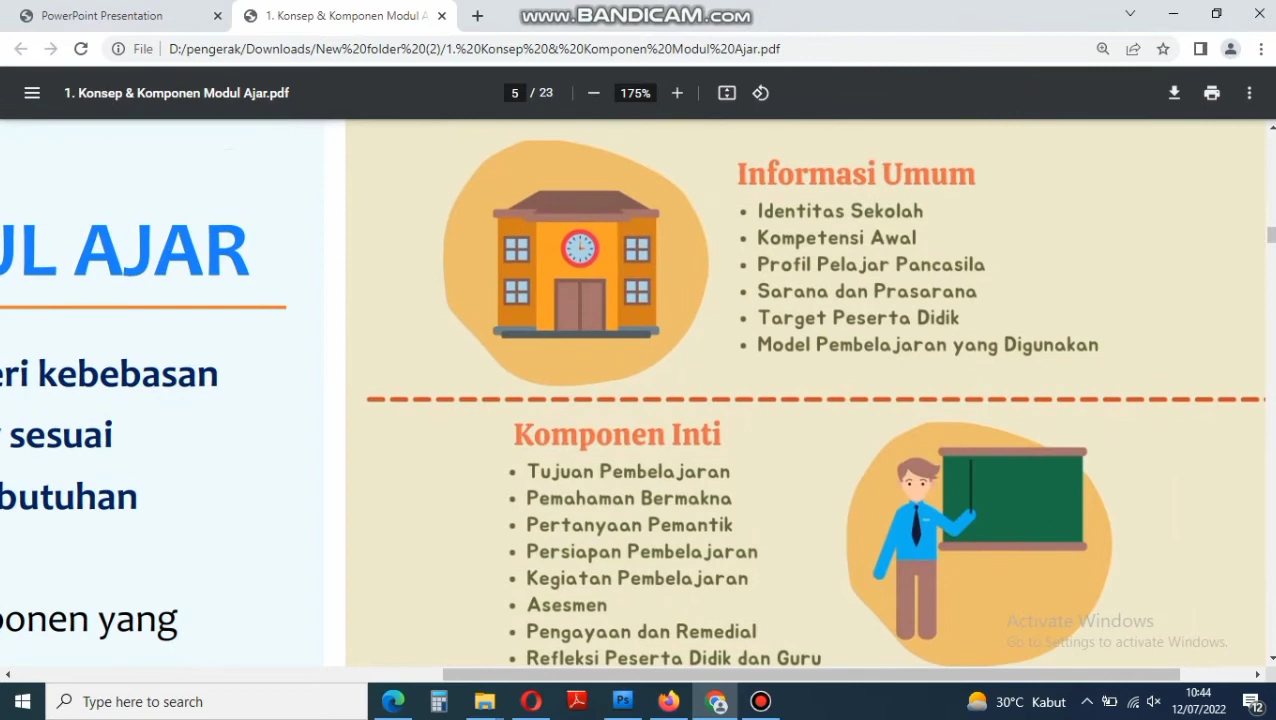 PowerPoint Presentation
1. Konsep & Komponen Modul A
www.BANDICAM.com
File
D:/pengerak/Downloads/New%20folder%20(2)/1.%20Konsep%20&%20Komponen%20Modul%20Ajar.pdf
1. Konsep & Komponen Modul Ajar.pdf
5 / 23
175%
UL AJAR
eri kebebasan
sesuai
butuhan
ponen yang
Informasi Umum
• Identitas Sekolah
• Kompetensi Awal
• Profil Pelajar Pancasila
• Sarana dan Prasarana
• Target Peserta Didik
• Model Pembelajaran yang Digunakan
Komponen Inti
• Tujuan Pembelajaran
• Pemahaman Bermakna
• Pertanyaan Pemantik
• Persiapan Pembelajaran
• Kegiatan Pembelajaran
• Asesmen
• Pengayaan dan Remedial
• Refleksi Peserta Didik dan Guru
Activate Windows
Go to Settings to activate Windows.
Type here to search
Ps
30°C Kabut
10:44
12/07/2022
12